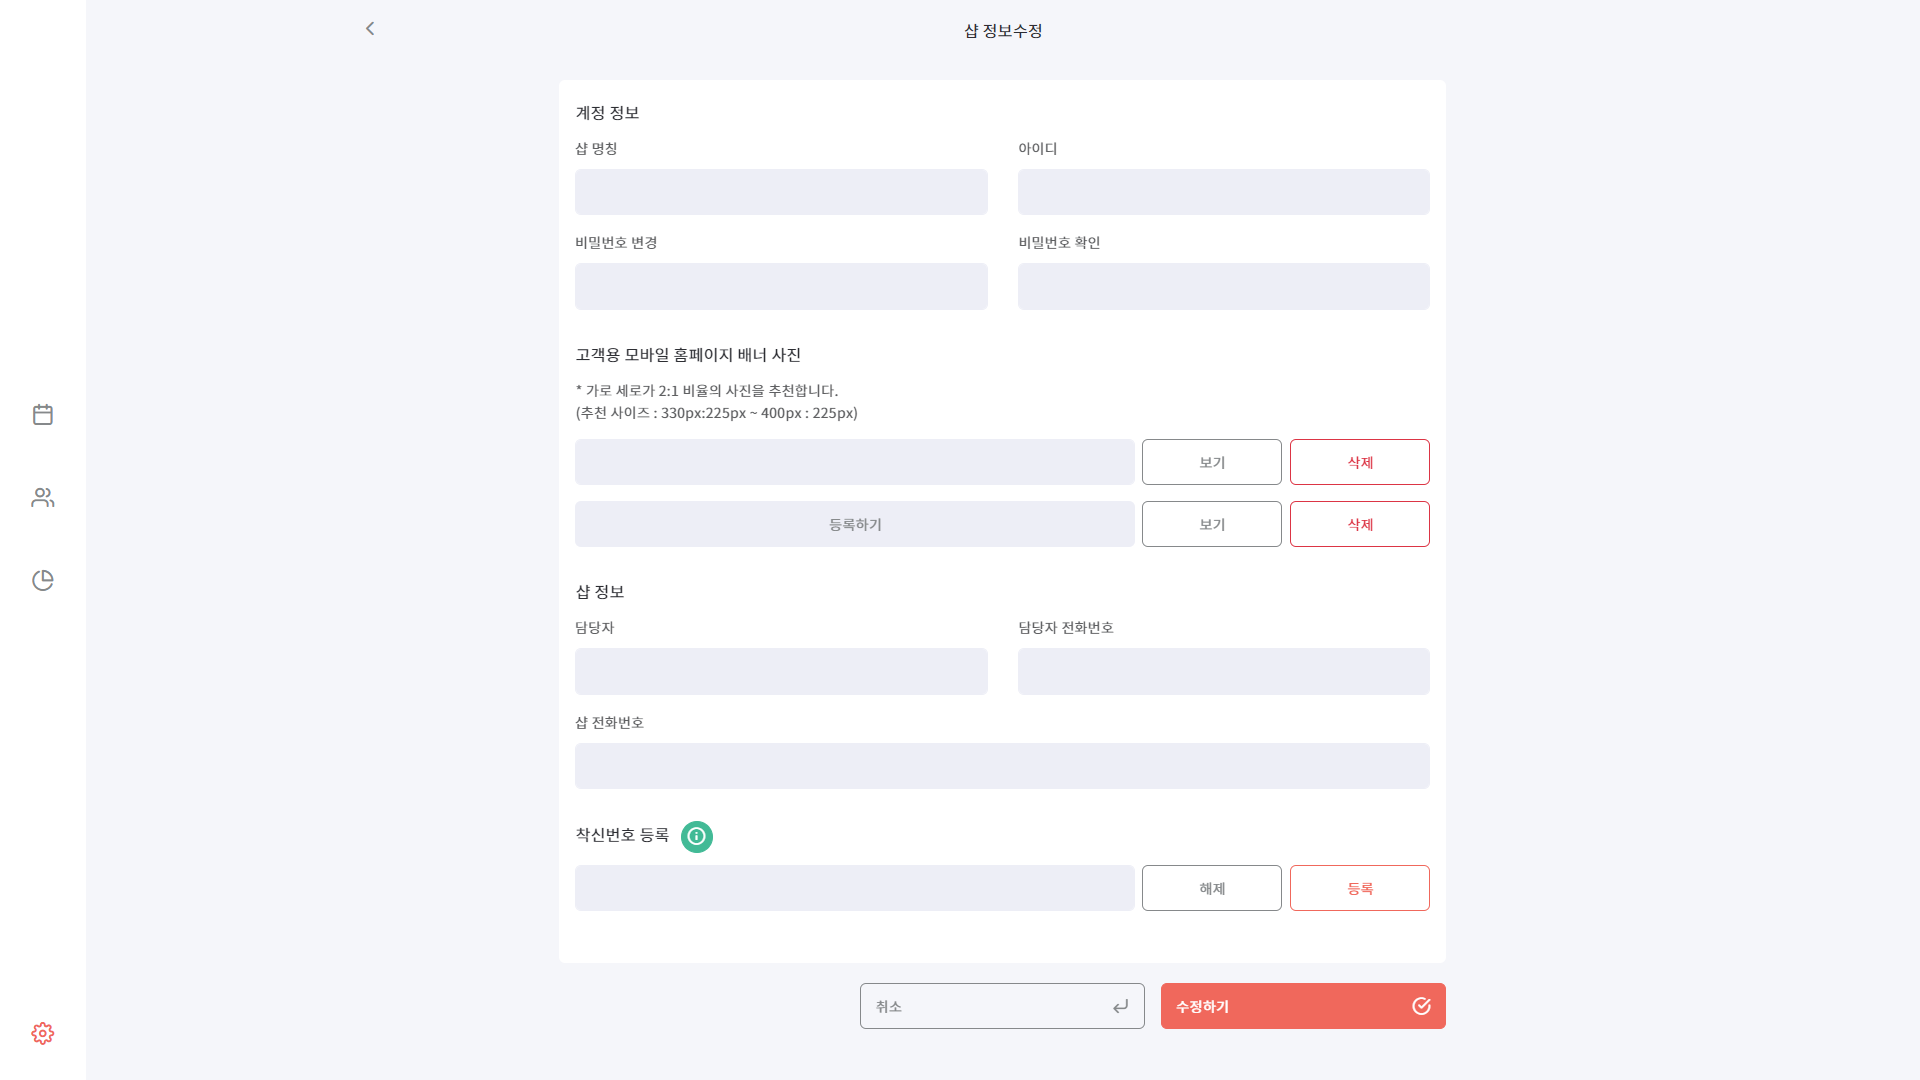 샵 정보수정
계정 정보
샵 명칭
아이디
비밀번호 변경
비밀번호 확인
고객용 모바일 홈페이지 배너 사진
* 가로 세로가 2:1 비율의 사진을 추천합니다.
(추천 사이즈 : 330px:225px ~ 400px : 225px)
보기
삭제
등록하기
보기
삭제
샵 정보
담당자
담당자 전화번호
샵 전화번호
착신번호 등록
해제
등록
취소
수정하기